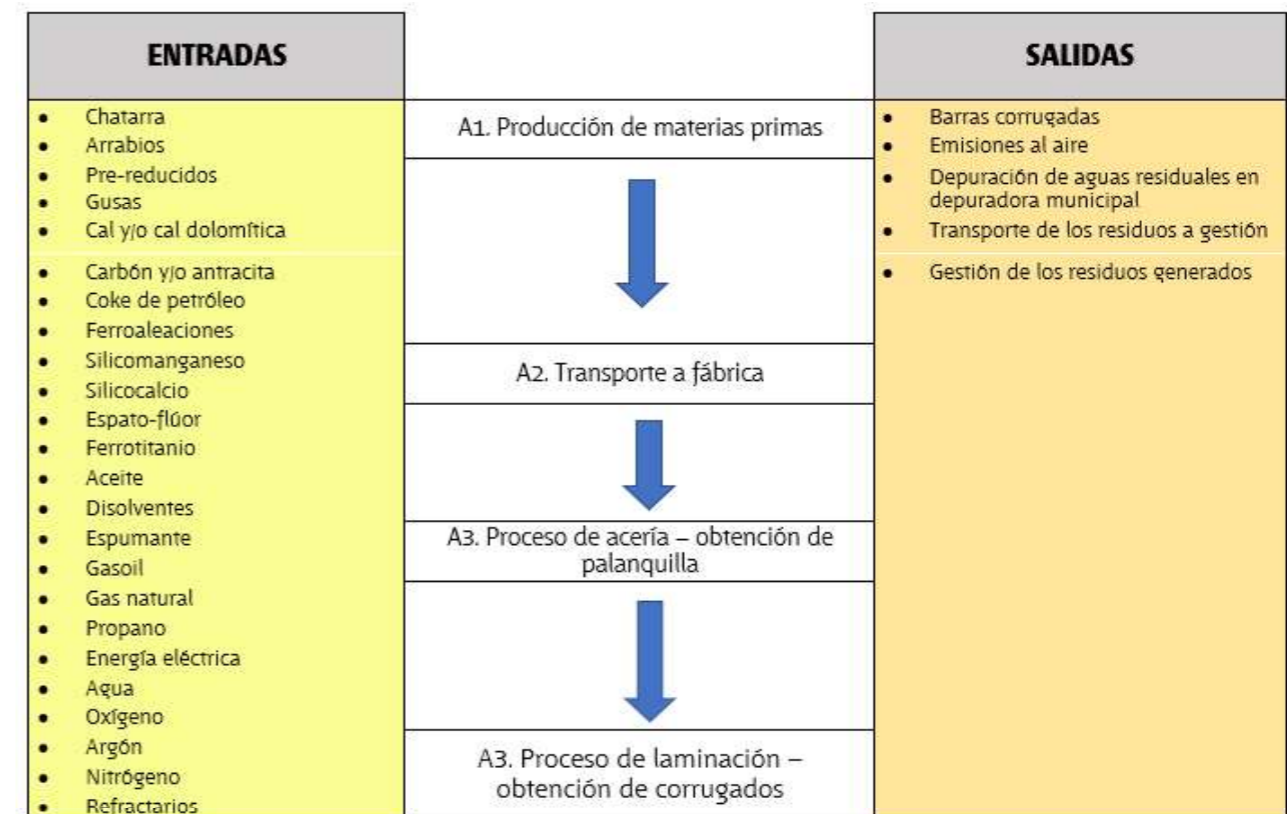 ENTRADAS
SALIDAS
Chatarra
Arrabios
Pre-reducidos
Gusas
Cal y/o cal dolomítica
Carbón y/o antracita
Coke de petróleo
Ferroaleaciones
Silicomanganeso
Silicocalcio
Espato-flúor
Ferrotitanio
Aceite
Disolventes
Espumante
Gasoil
Gas natural
Propano
Energía eléctrica
Agua
Oxígeno
Argón
Nitrógeno
Refractarios
A1. Producción de materias primas
A2. Transporte a fábrica
A3. Proceso de acería – obtención de
palanquilla
A3. Proceso de laminación –
obtención de corrugados
Barras corrugadas
Emisiones al aire
Depuración de aguas residuales en
depuradora municipal
Transporte de los residuos a gestión
Gestión de los residuos generados